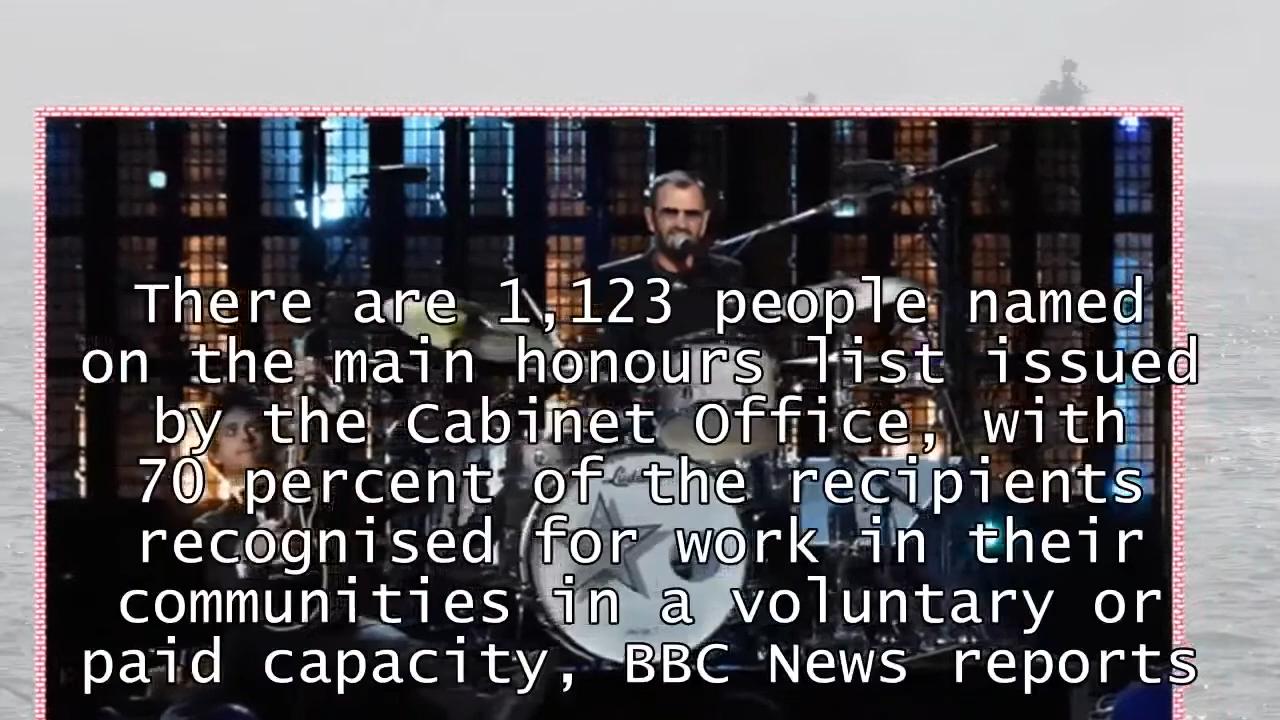 There are 1,123 people named
on the main honours list issued
by the Cabinet Office, with
70 percent of the recipients
recognised for work in their
communities in a voluntary or
paid capacity, BBC News reports